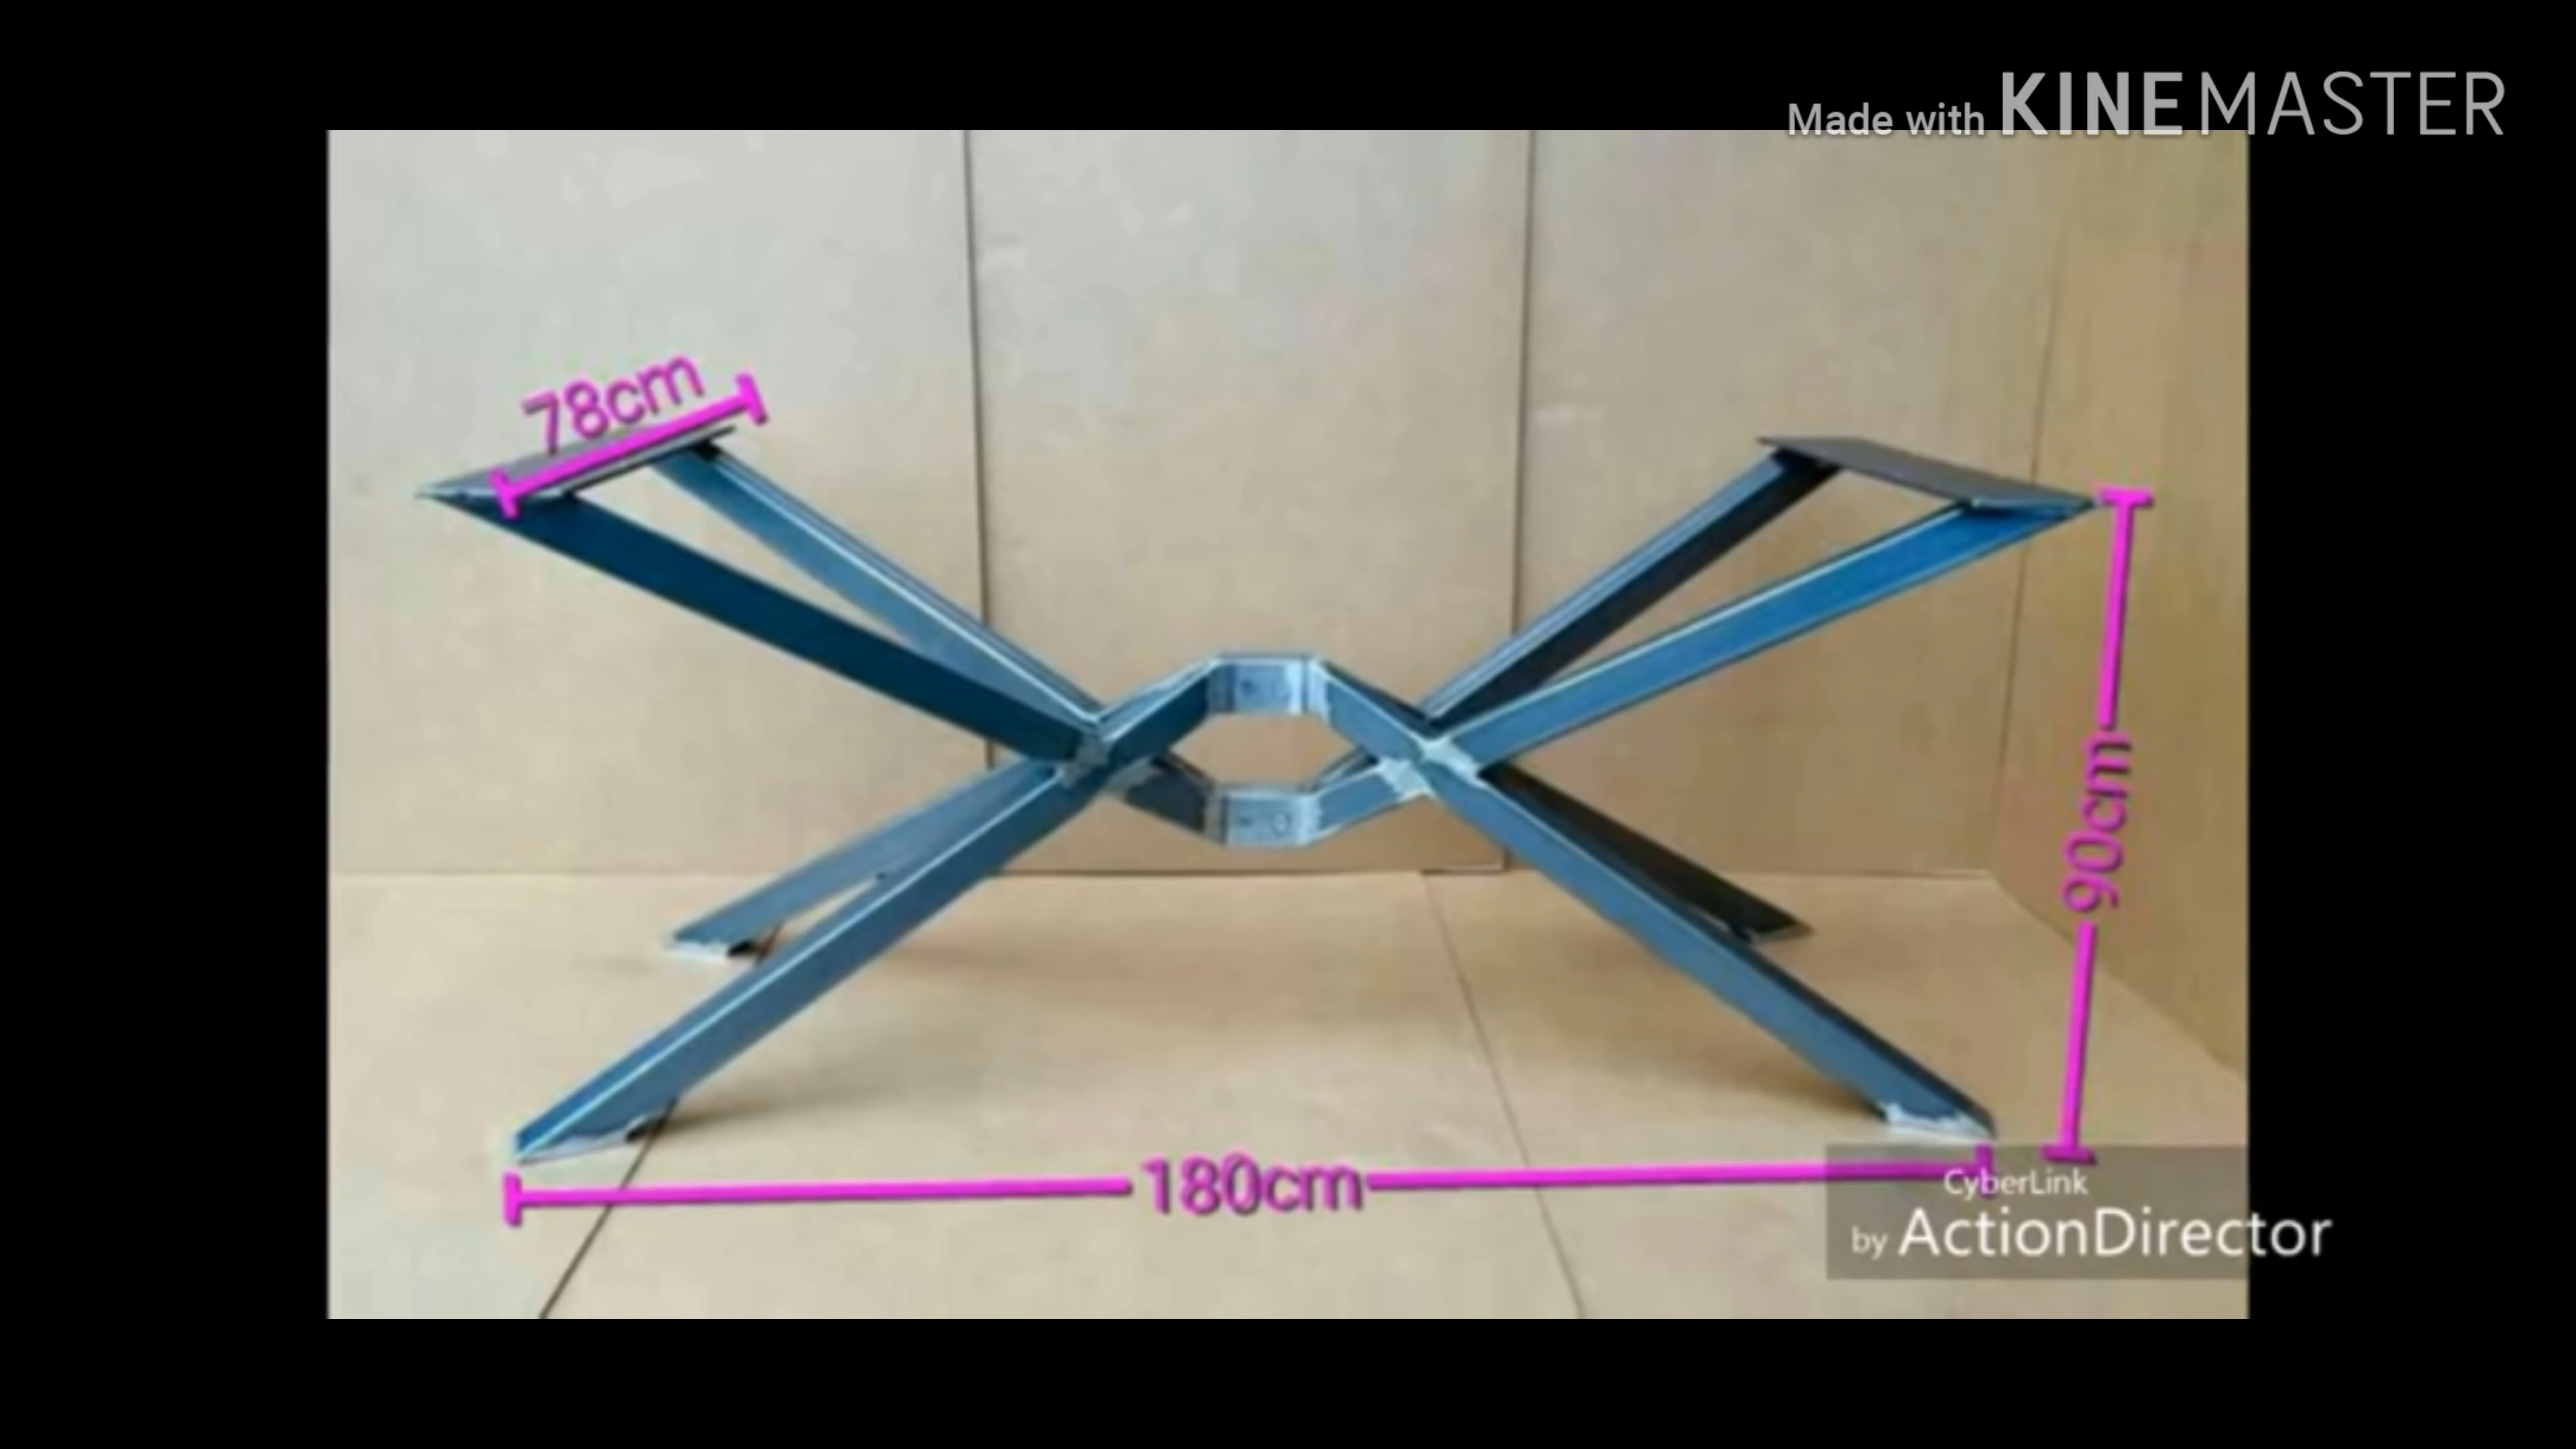 Made with KINEMASTER
78cm
90cm
180cm
CyberLink
by ActionDirector